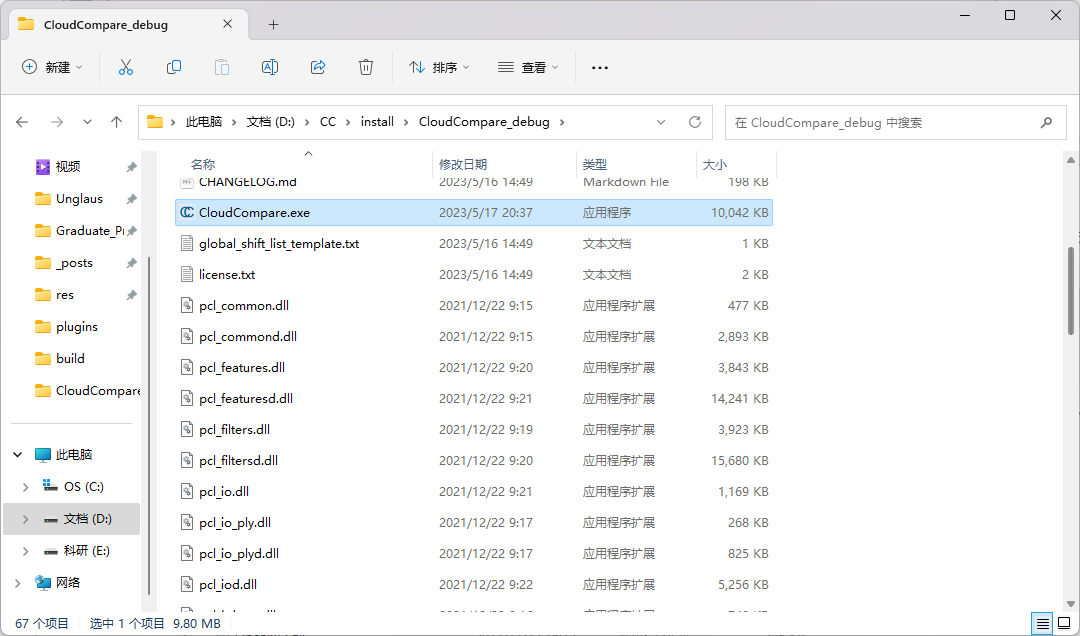 CloudCompare_debug
新建
排序
查看
此电脑 文档 (D:) CC install CloudCompare_debug
在 CloudCompare_debug 中搜索
视频
Unglaus
Graduate_Pr
_posts
res
plugins
build
CloudCompare
此电脑
OS (C:)
文档 (D:)
科研 (E:)
网络
名称 修改日期 类型 大小
CHANGELOG.md 2023/5/16 14:49 Markdown File 198 KB
CloudCompare.exe 2023/5/17 20:37 应用程序 10,042 KB
global_shift_list_template.txt 2023/5/16 14:49 文本文档 1 KB
license.txt 2023/5/16 14:49 文本文档 2 KB
pcl_common.dll 2021/12/22 9:15 应用程序扩展 477 KB
pcl_commond.dll 2021/12/22 9:15 应用程序扩展 2,893 KB
pcl_features.dll 2021/12/22 9:20 应用程序扩展 3,843 KB
pcl_featuresd.dll 2021/12/22 9:21 应用程序扩展 14,241 KB
pcl_filters.dll 2021/12/22 9:19 应用程序扩展 3,923 KB
pcl_filtersd.dll 2021/12/22 9:20 应用程序扩展 15,680 KB
pcl_io.dll 2021/12/22 9:21 应用程序扩展 1,169 KB
pcl_io_ply.dll 2021/12/22 9:17 应用程序扩展 268 KB
pcl_io_plyd.dll 2021/12/22 9:17 应用程序扩展 825 KB
pcl_iod.dll 2021/12/22 9:22 应用程序扩展 5,256 KB
67 个项目 选中 1 个项目 9.80 MB